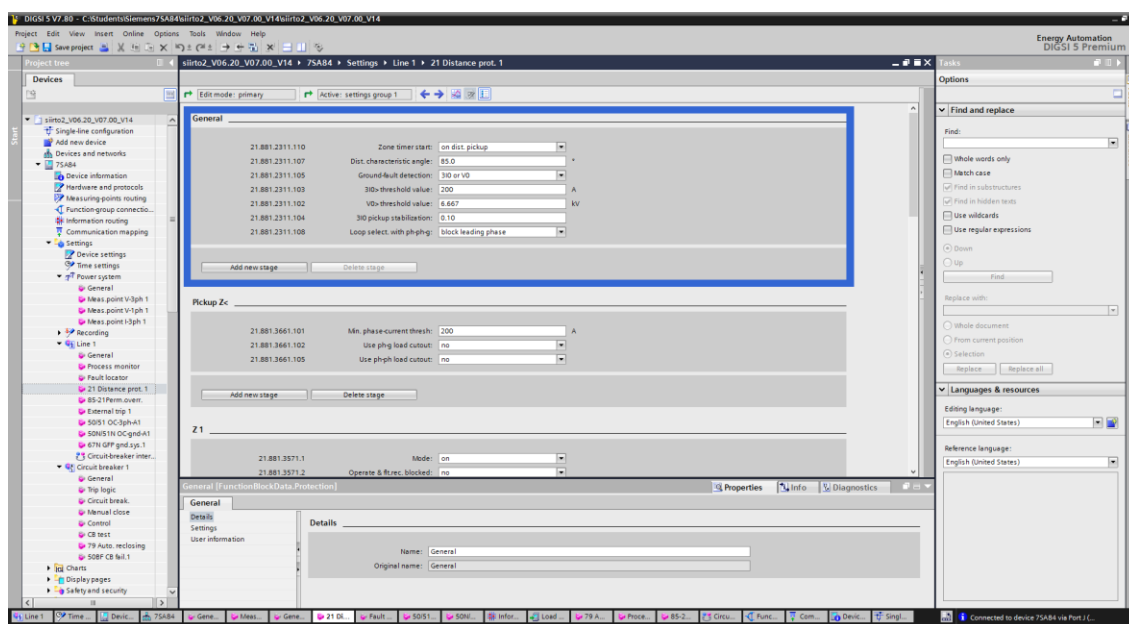 DIGSI 5 V7.80 - C:\Students\Siemens7SA84\siirto2_V06.20_V07.00_V14\siirto2_V06.20_V07.00_V14
Project Edit View Insert Online Options Tools Window Help
Energy Automation
DIGSI 5 Premium
Save project
Project tree
siirto2_V06.20_V07.00_V14 ▸ 7SA84 ▸ Settings ▸ Line 1 ▸ 21 Distance prot. 1
Tasks
Devices
Options
Start
siirto2_V06.20_V07.00_V14
Single-line configuration
Add new device
Devices and networks
7SA84
Device information
Hardware and protocols
Measuring-points routing
Function-group connectio...
Information routing
Communication mapping
Settings
Device settings
Time settings
Power system
General
Meas.point V-3ph 1
Meas.point V-1ph 1
Meas.point I-3ph 1
Recording
Line 1
General
Process monitor
Fault locator
21 Distance prot. 1
85-21Perm.overr.
External trip 1
50/51 OC-3ph-A1
50N/51N OC-gnd-A1
67N GFP gnd.sys.1
Circuit-breaker inter...
Circuit breaker 1
General
Trip logic
Circuit break.
Manual close
Control
CB test
79 Auto. reclosing
50BF CB fail.1
Charts
Display pages
Safety and security
Edit mode: primary
Active: settings group 1
General
21.881.2311.110 Zone timer start: on dist. pickup
21.881.2311.107 Dist. characteristic angle: 85.0 °
21.881.2311.105 Ground-fault detection: 3I0 or V0
21.881.2311.103 3I0> threshold value: 200 A
21.881.2311.102 V0> threshold value: 6.667 kV
21.881.2311.104 3I0 pickup stabilization: 0.10
21.881.2311.108 Loop select. with ph-ph-g: block leading phase
Add new stage Delete stage
Pickup Z<
21.881.3661.101 Min. phase-current thresh: 200 A
21.881.3661.102 Use ph-g load cutout: no
21.881.3661.105 Use ph-ph load cutout: no
Add new stage Delete stage
Z 1
21.881.3571.1 Mode: on
21.881.3571.2 Operate & flt.rec. blocked: no
General [FunctionBlockData.Protection]
Properties Info Diagnostics
General
Details
Settings
User information
Details
Name: General
Original name: General
Find and replace
Find:
Whole words only
Match case
Find in substructures
Find in hidden texts
Use wildcards
Use regular expressions
Down
Up
Find
Replace with:
Whole document
From current position
Selection
Replace Replace all
Languages & resources
Editing language:
English (United States)
Reference language:
English (United States)
Line 1 Time ... Devic... 7SA84 Gene... Meas... Gene... 21 Di... Fault ... 50/51... 50N/... Infor... Load ... 79 A... Proce... 85-2... Circu... Func... Com... Devic... Singl...
Connected to device 7SA84 via Port J (...